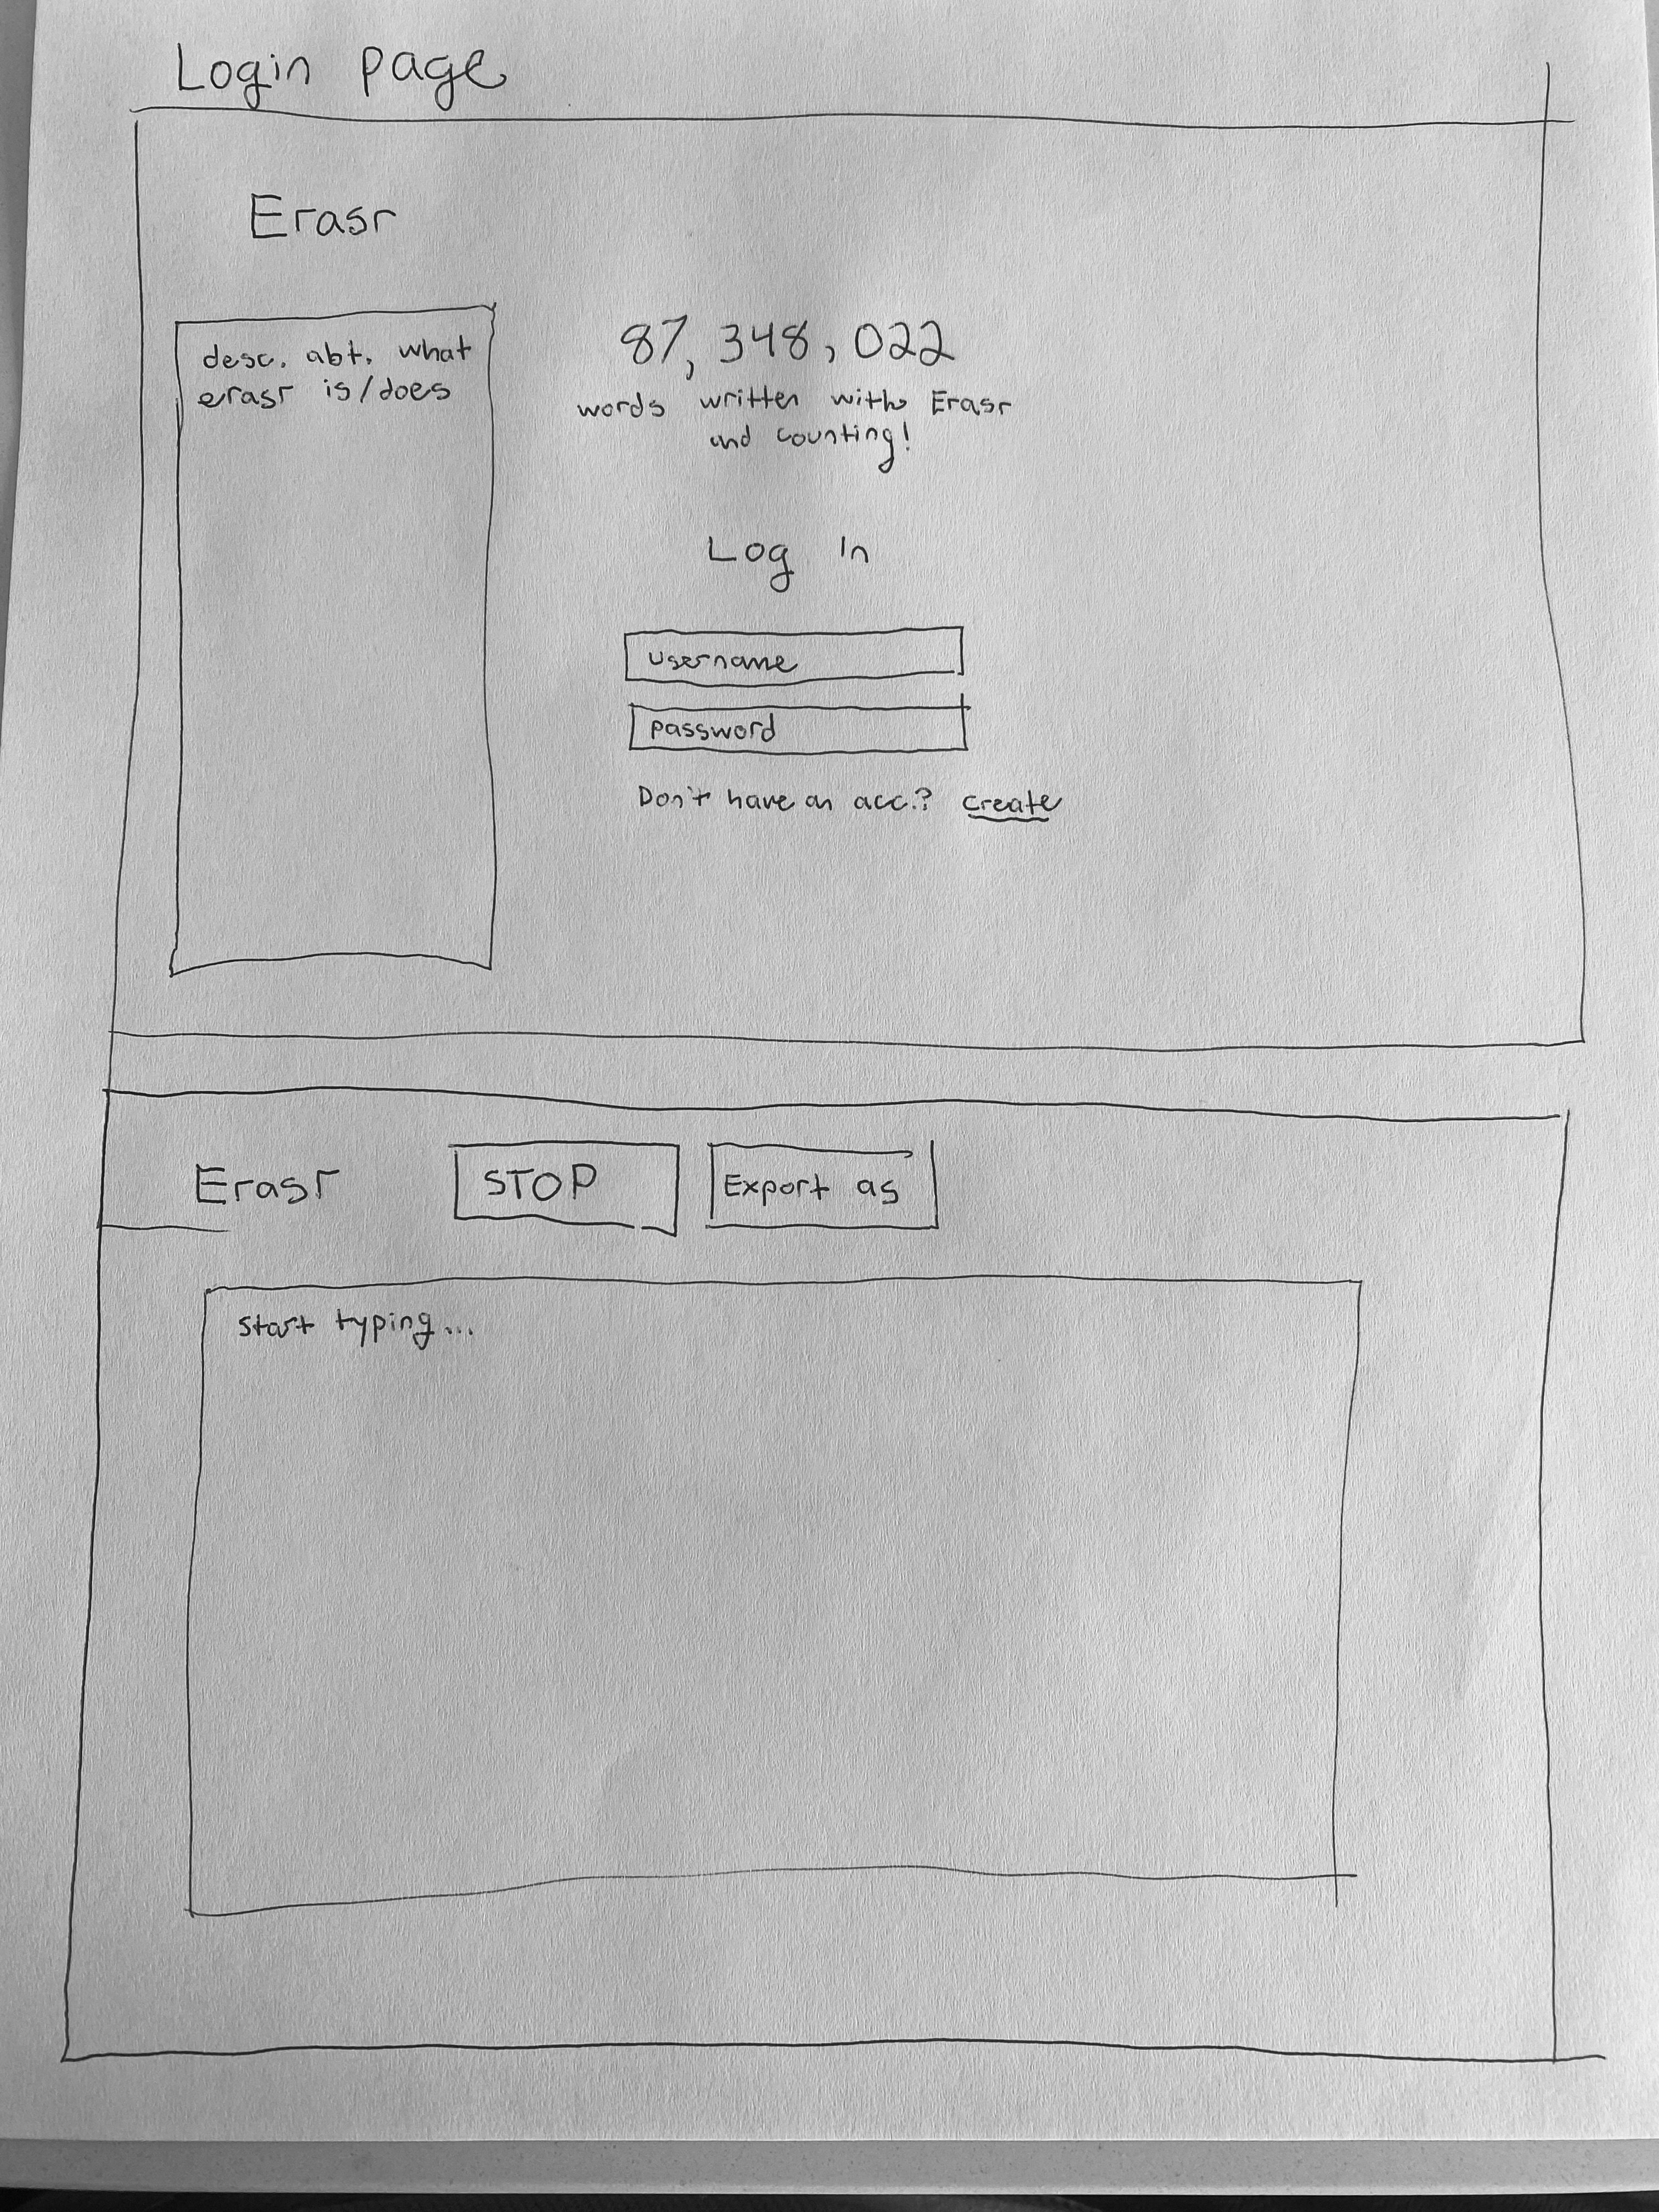 Login page
Erasr
desc. abt. what
erasr is/does
87,348,022
words written with Erasr
and counting!
Log in
username
password
Don't have an acc.? create
Erasr
STOP
Export as
start typing...